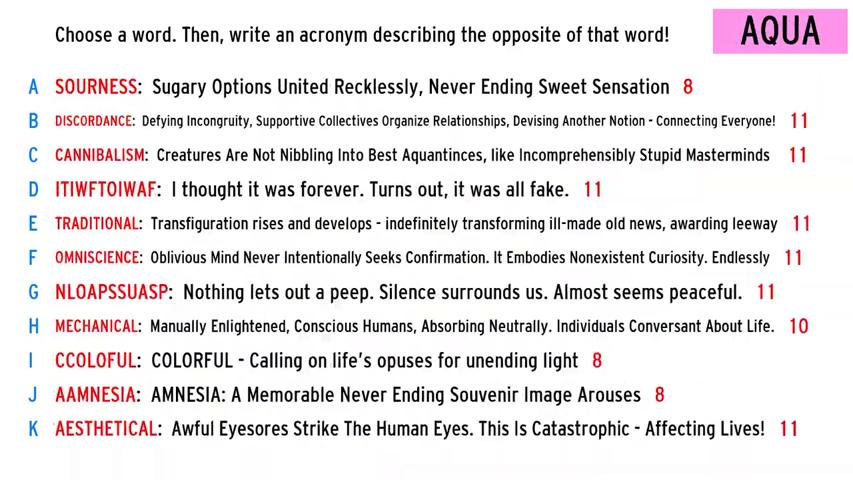 Choose a word. Then, write an acronym describing the opposite of that word!
AQUA
A SOURNESS: Sugary Options United Recklessly, Never Ending Sweet Sensation 8
B DISCORDANCE: Defying Incongruity, Supportive Collectives Organize Relationships, Devising Another Notion - Connecting Everyone! 11
C CANNIBALISM: Creatures Are Not Nibbling Into Best Aquantinces, like Incomprehensibly Stupid Masterminds 11
D ITIWFTOIWAF: I thought it was forever. Turns out, it was all fake. 11
E TRADITIONAL: Transfiguration rises and develops - indefinitely transforming ill-made old news, awarding leeway 11
F OMNISCIENCE: Oblivious Mind Never Intentionally Seeks Confirmation. It Embodies Nonexistent Curiosity. Endlessly 11
G NLOAPSSUASP: Nothing lets out a peep. Silence surrounds us. Almost seems peaceful. 11
H MECHANICAL: Manually Enlightened, Conscious Humans, Absorbing Neutrally. Individuals Conversant About Life. 10
I CCOLOFUL: COLORFUL - Calling on life's opuses for unending light 8
J AAMNESIA: AMNESIA: A Memorable Never Ending Souvenir Image Arouses 8
K AESTHETICAL: Awful Eyesores Strike The Human Eyes. This Is Catastrophic - Affecting Lives! 11